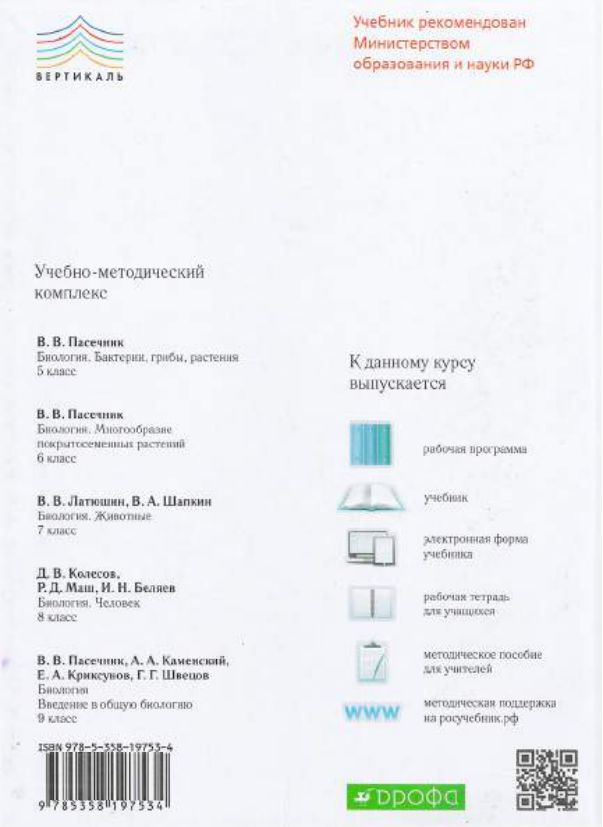 ВЕРТИКАЛЬ
Учебник рекомендован
Министерством
образования и науки РФ
Учебно-методический
комплекс
В. В. Пасечник
Биология. Бактерии, грибы, растения
5 класс
В. В. Пасечник
Биология. Многообразие
покрытосеменных растений
6 класс
В. В. Латюшин, В. А. Шапкин
Биология. Животные
7 класс
Д. В. Колесов,
Р. Д. Маш, И. Н. Беляев
Биология. Человек
8 класс
В. В. Пасечник, А. А. Каменский,
Е. А. Криксунов, Г. Г. Швецов
Биология
Введение в общую биологию
9 класс
ISBN 978-5-358-19753-4
9 785358 197534
К данному курсу
выпускается
рабочая программа
учебник
электронная форма
учебника
рабочая тетрадь
для учащихся
методическое пособие
для учителей
www
методическая поддержка
на росучебник.рф
дрофа